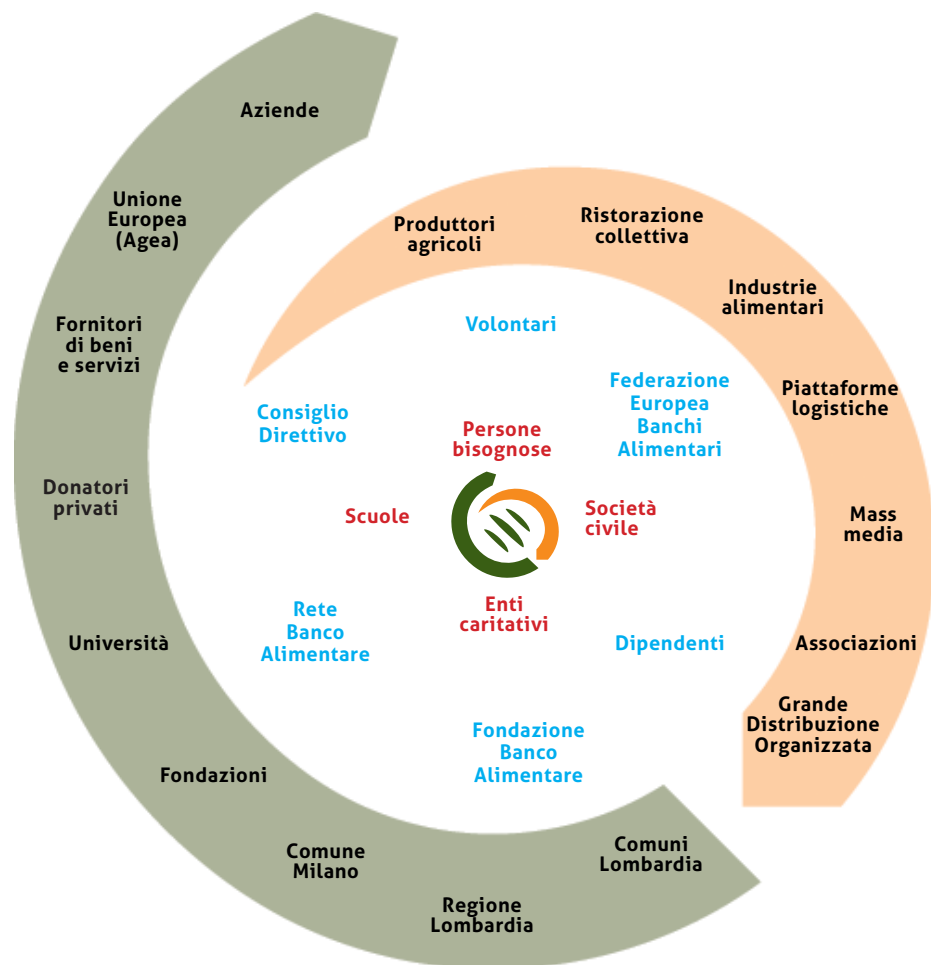 Aziende
Unione
Europea
(Agea)
Fornitori
di beni
e servizi
Donatori
privati
Università
Fondazioni
Comune
Milano
Regione
Lombardia
Comuni
Lombardia
Produttori
agricoli
Ristorazione
collettiva
Industrie
alimentari
Piattaforme
logistiche
Mass
media
Associazioni
Grande
Distribuzione
Organizzata
Volontari
Federazione
Europea
Banchi
Alimentari
Dipendenti
Fondazione
Banco
Alimentare
Rete
Banco
Alimentare
Consiglio
Direttivo
Persone
bisognose
Società
civile
Enti
caritativi
Scuole